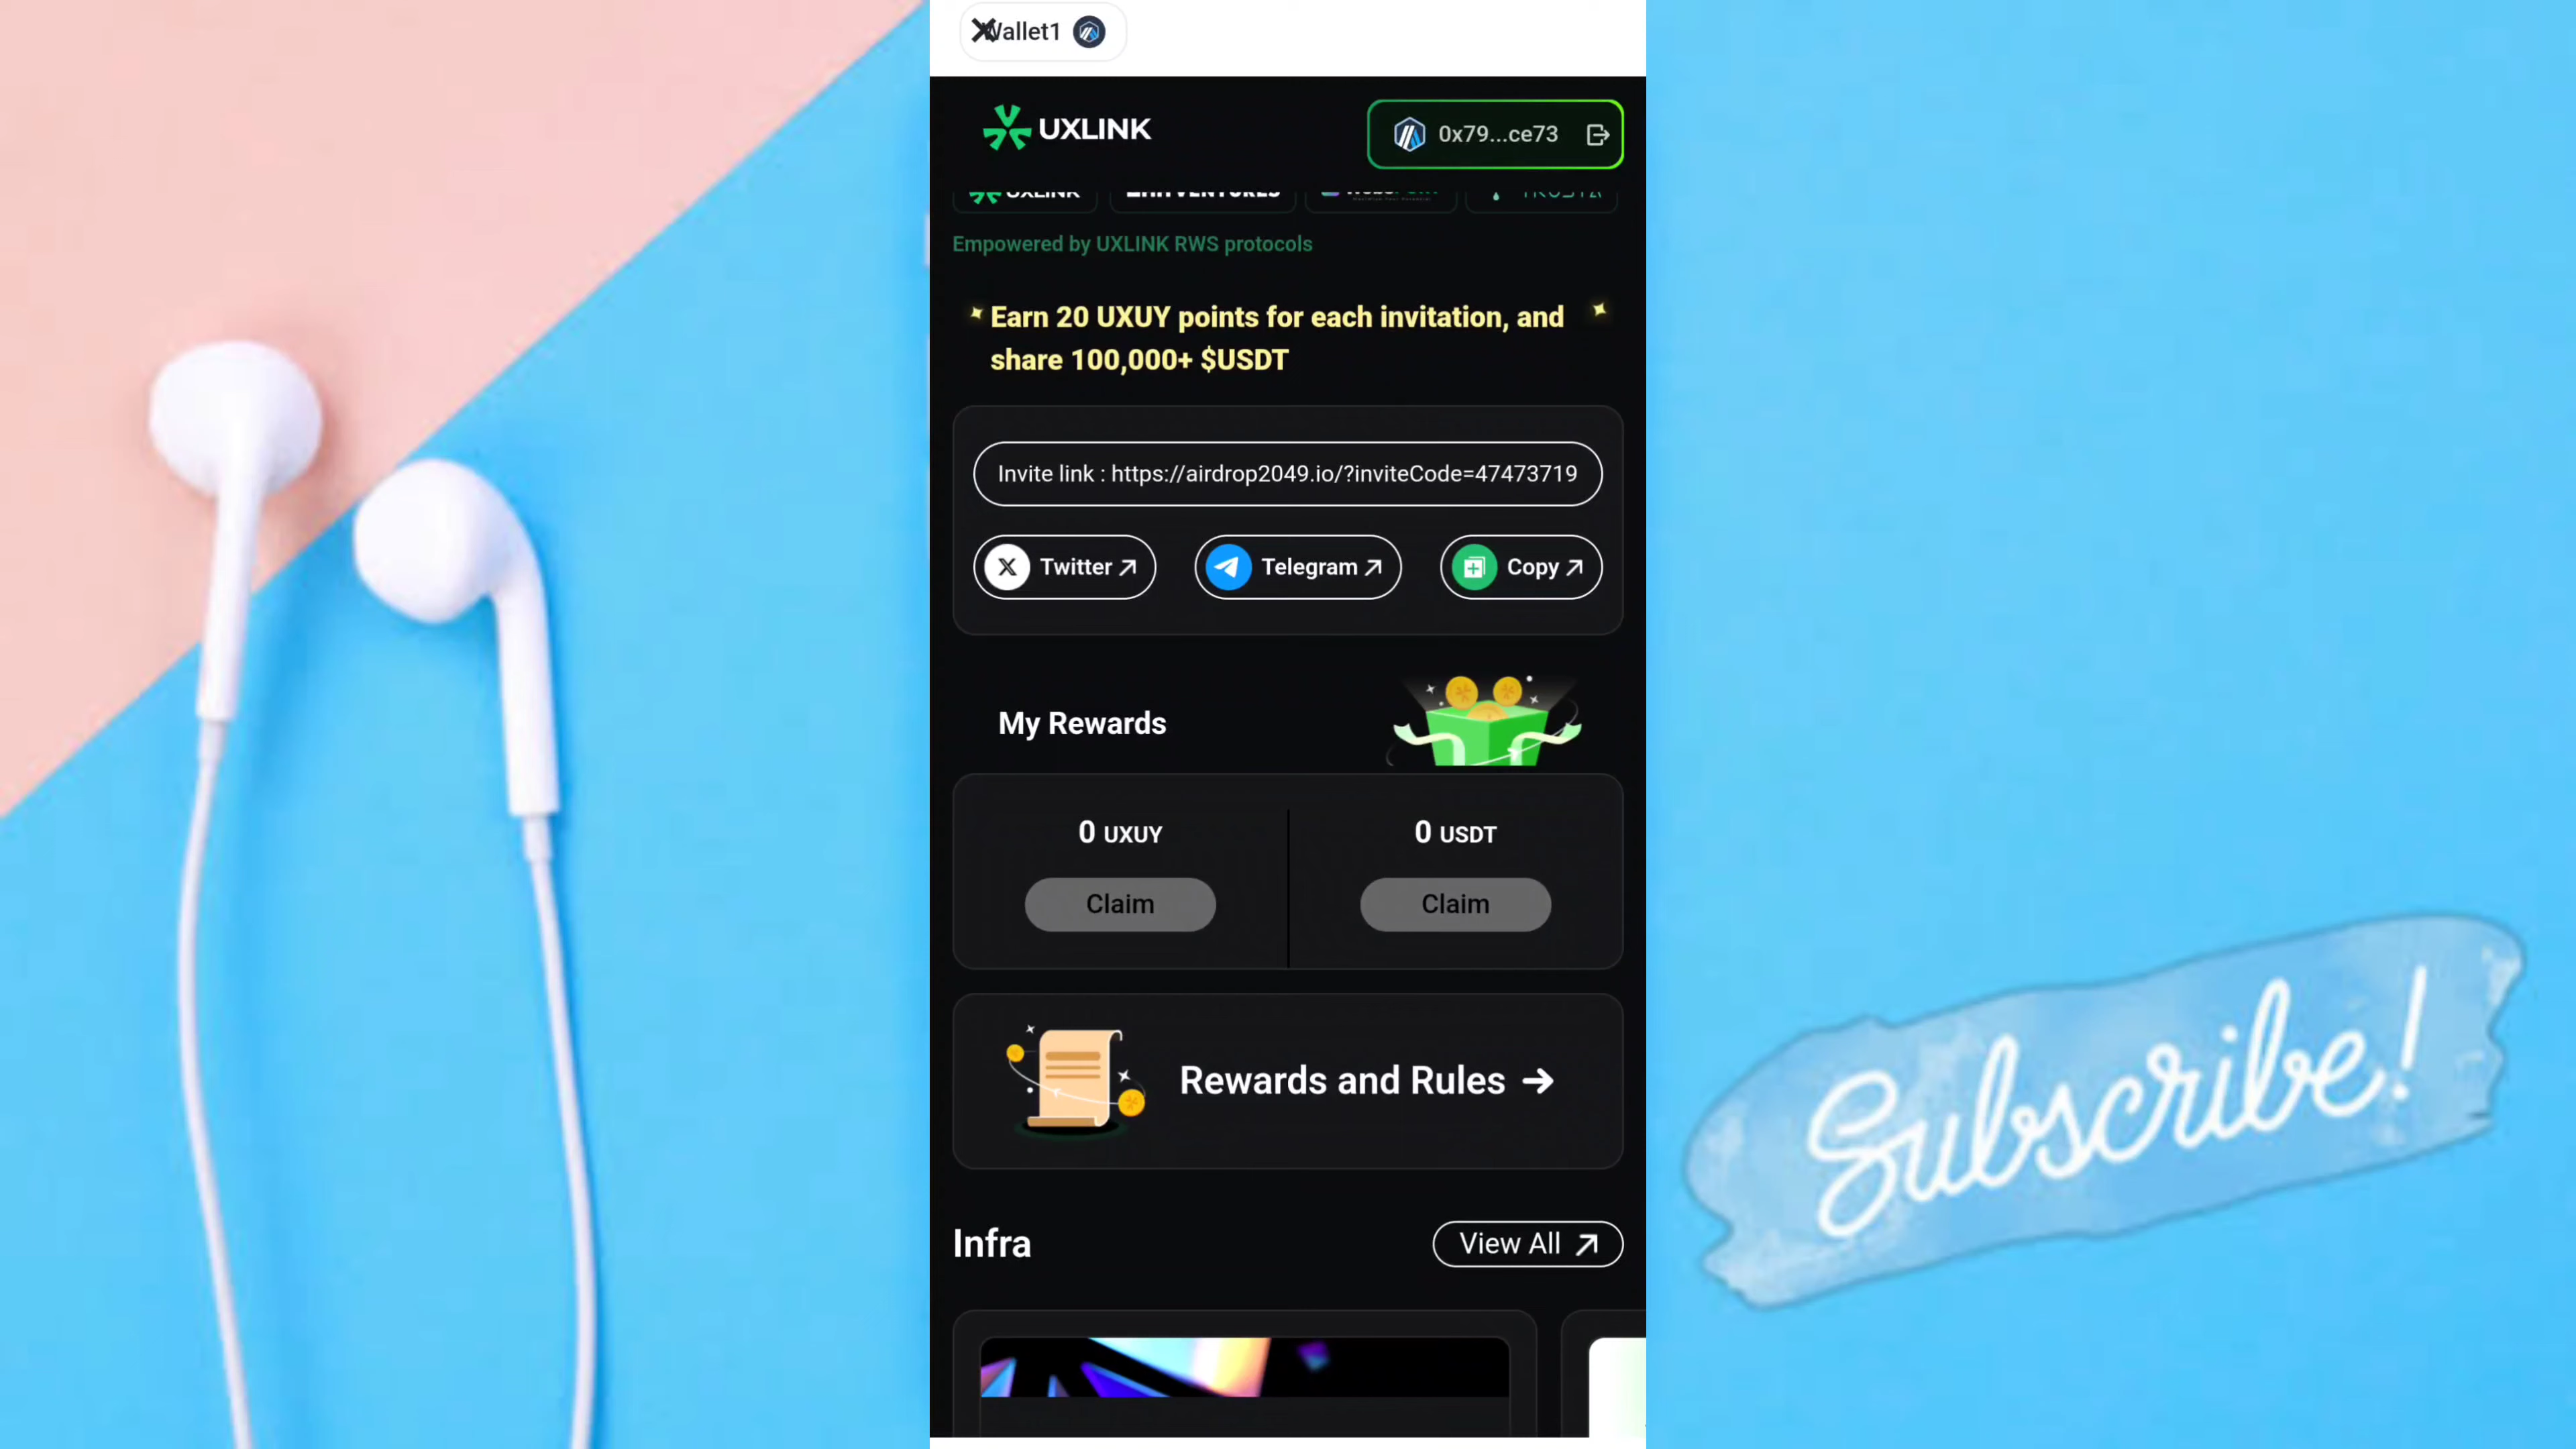 Wallet1
UXLINK
0x79...ce73
UXLINK
VENTURES
Empowered by UXLINK RWS protocols
Earn 20 UXUY points for each invitation, and
share 100,000+ $USDT
Invite link : https://airdrop2049.io/?inviteCode=47473719
Twitter
Telegram
Copy
My Rewards
0 UXUY
0 USDT
Claim
Claim
Rewards and Rules
Infra
View All
Subscribe!